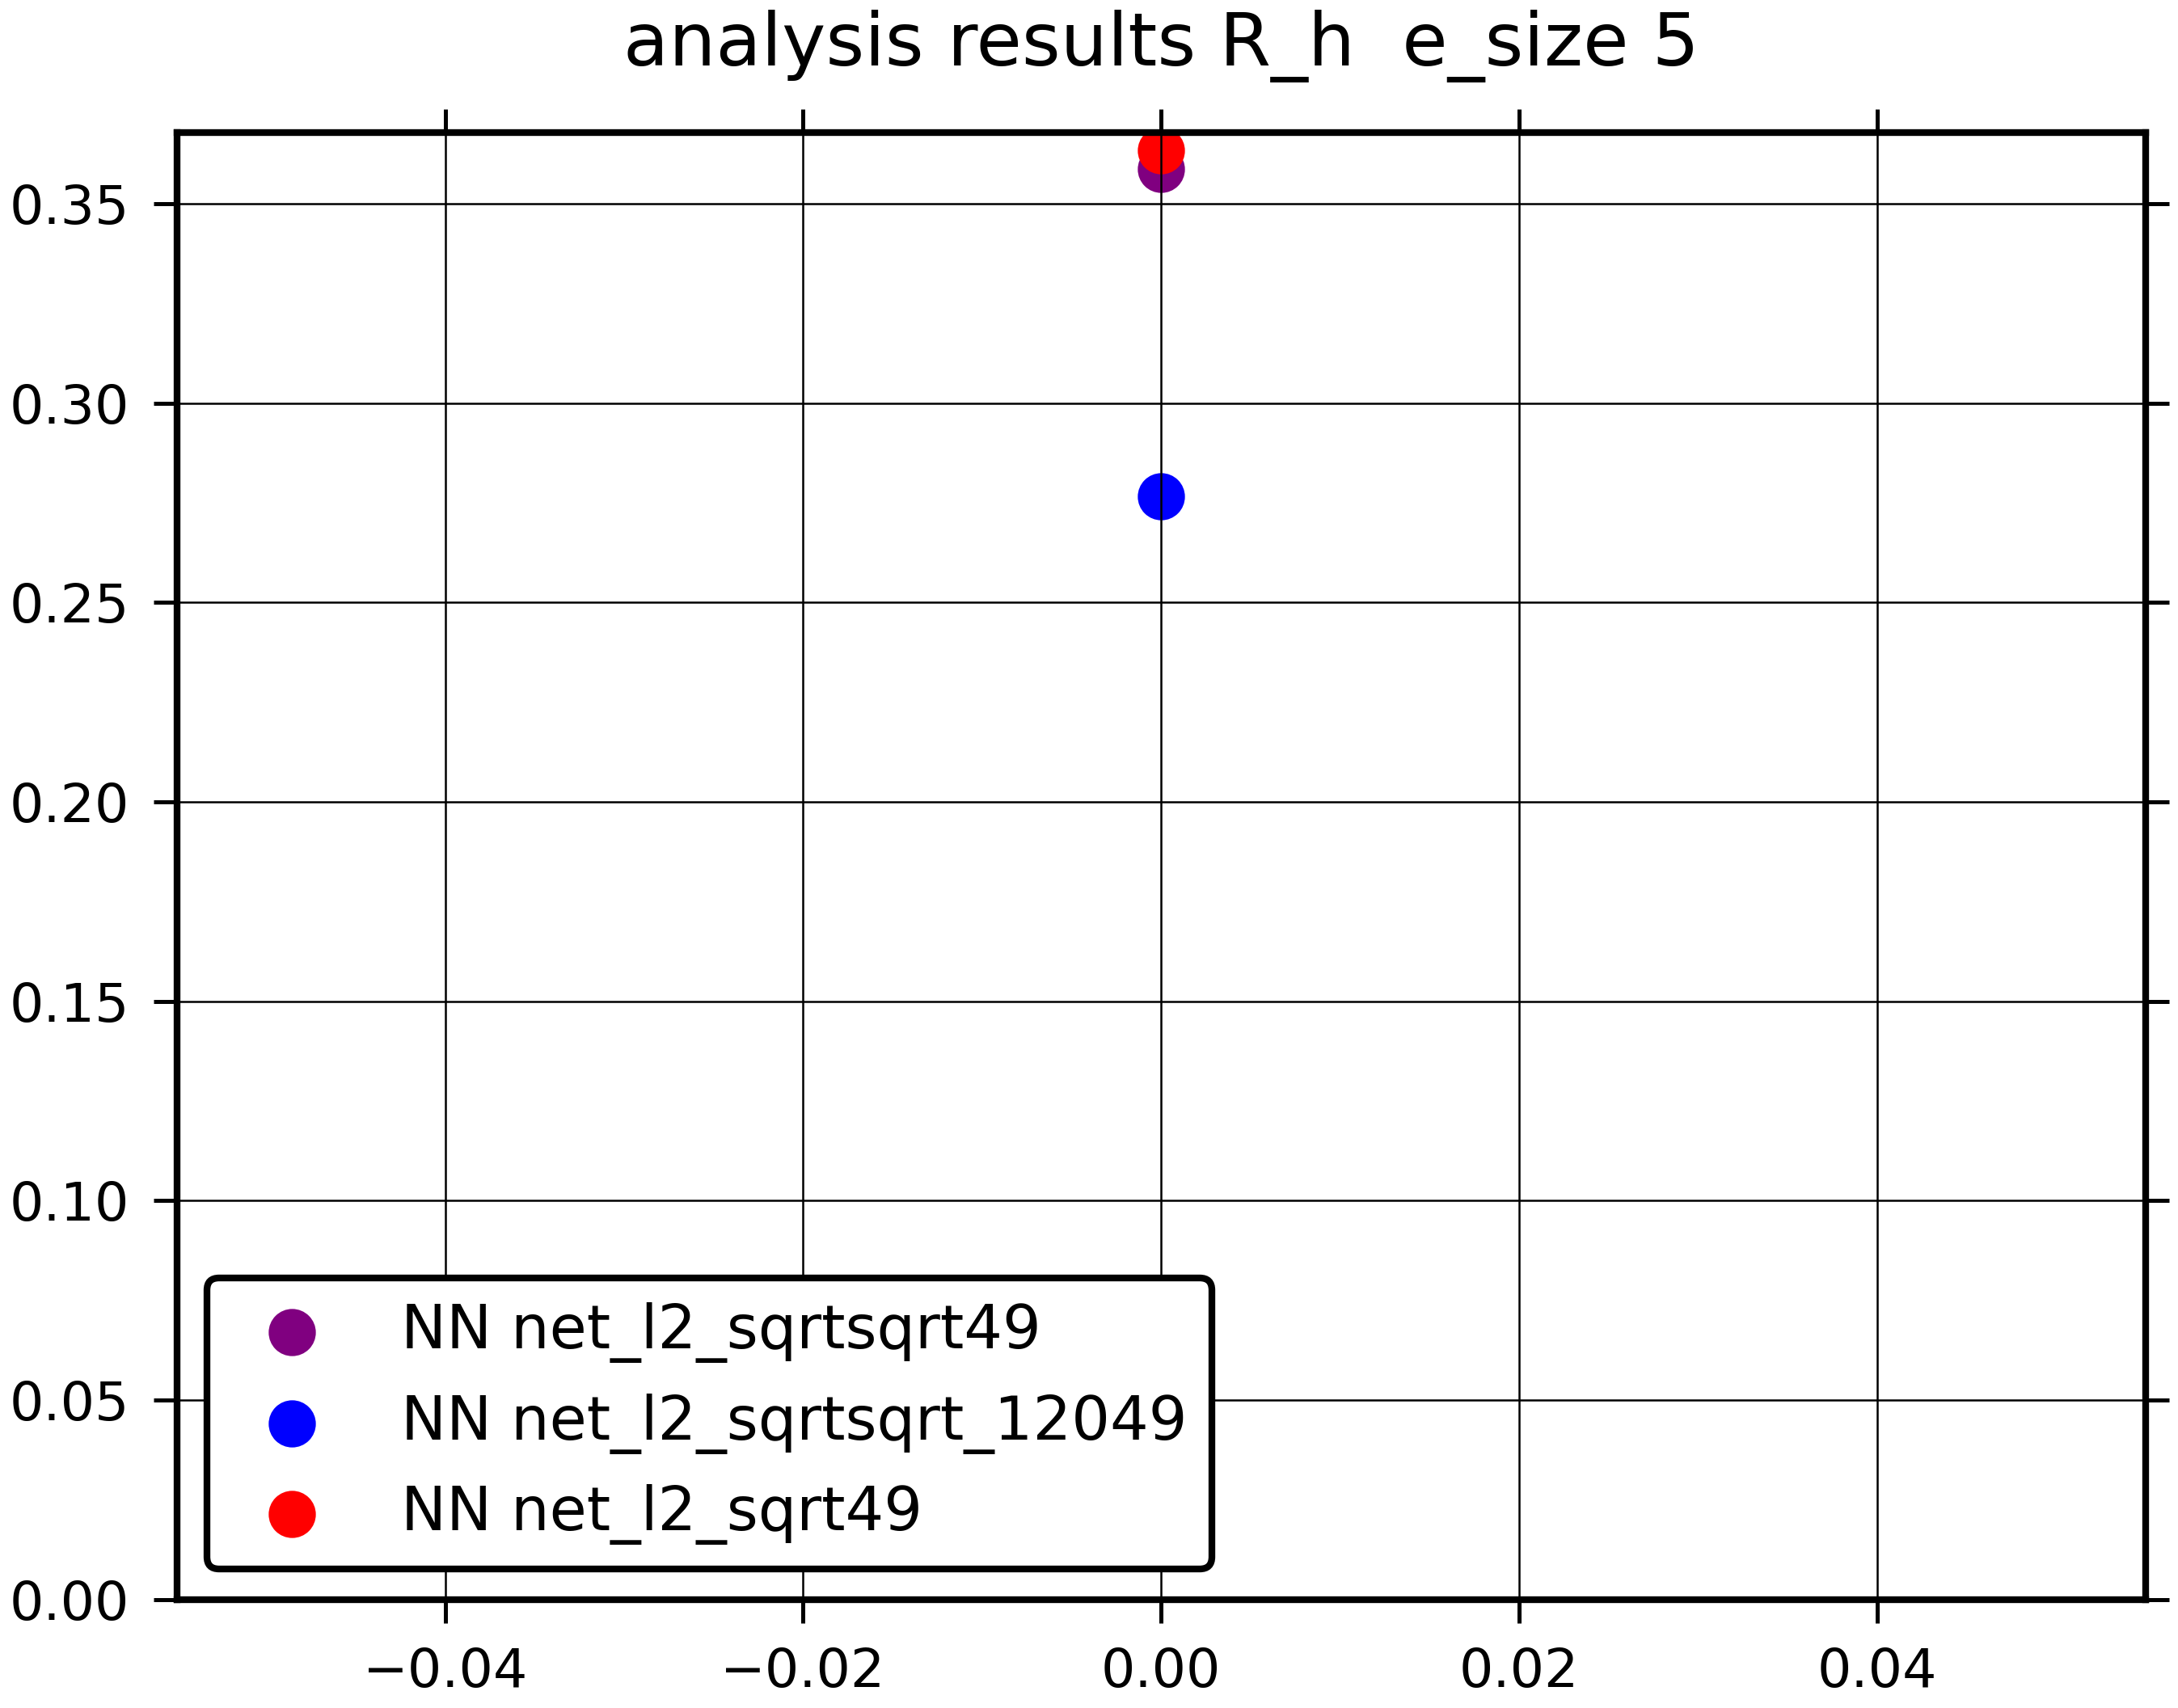 analysis results R_h  e_size 5
0.35
0.30
0.25
0.20
0.15
0.10
0.05
0.00
NN net_l2_sqrtsqrt49
NN net_l2_sqrtsqrt_12049
NN net_l2_sqrt49
−0.04 −0.02 0.00 0.02 0.04